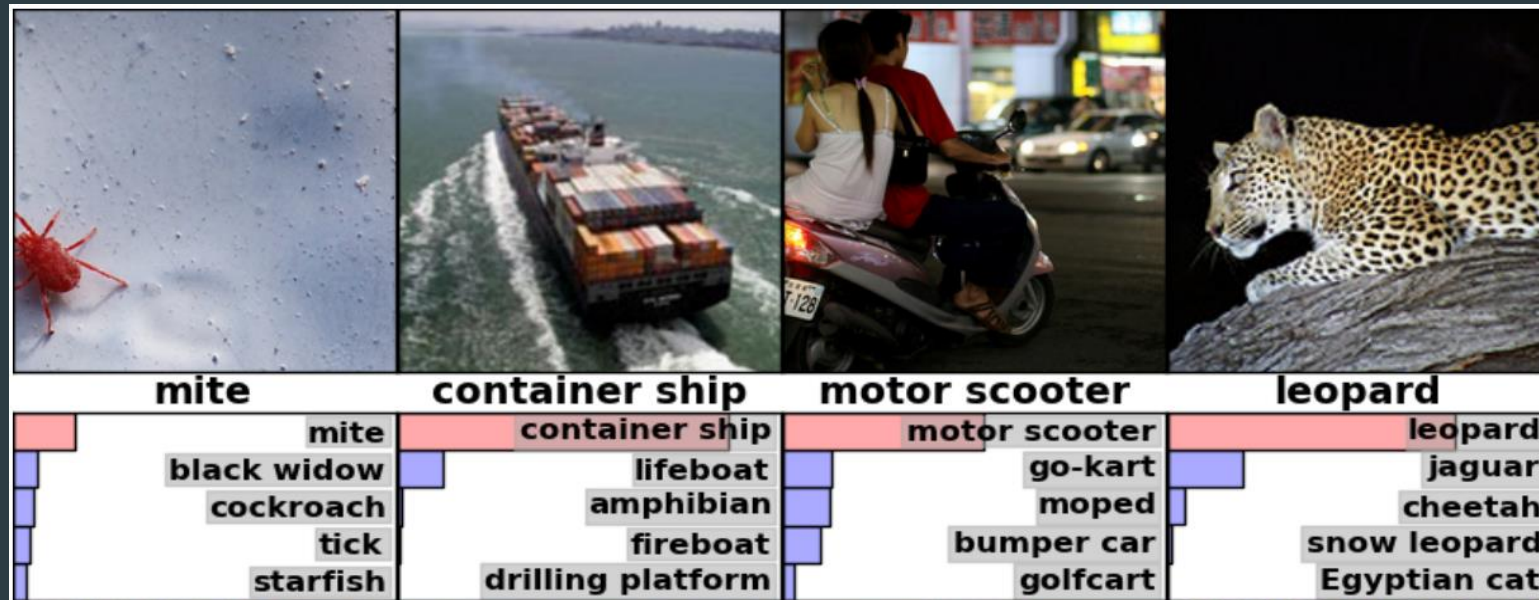 T-128
mite
mite
black widow
cockroach
tick
starfish
container ship
container ship
lifeboat
amphibian
fireboat
drilling platform
motor scooter
motor scooter
go-kart
moped
bumper car
golfcart
leopard
leopard
jaguar
cheetah
snow leopard
Egyptian cat